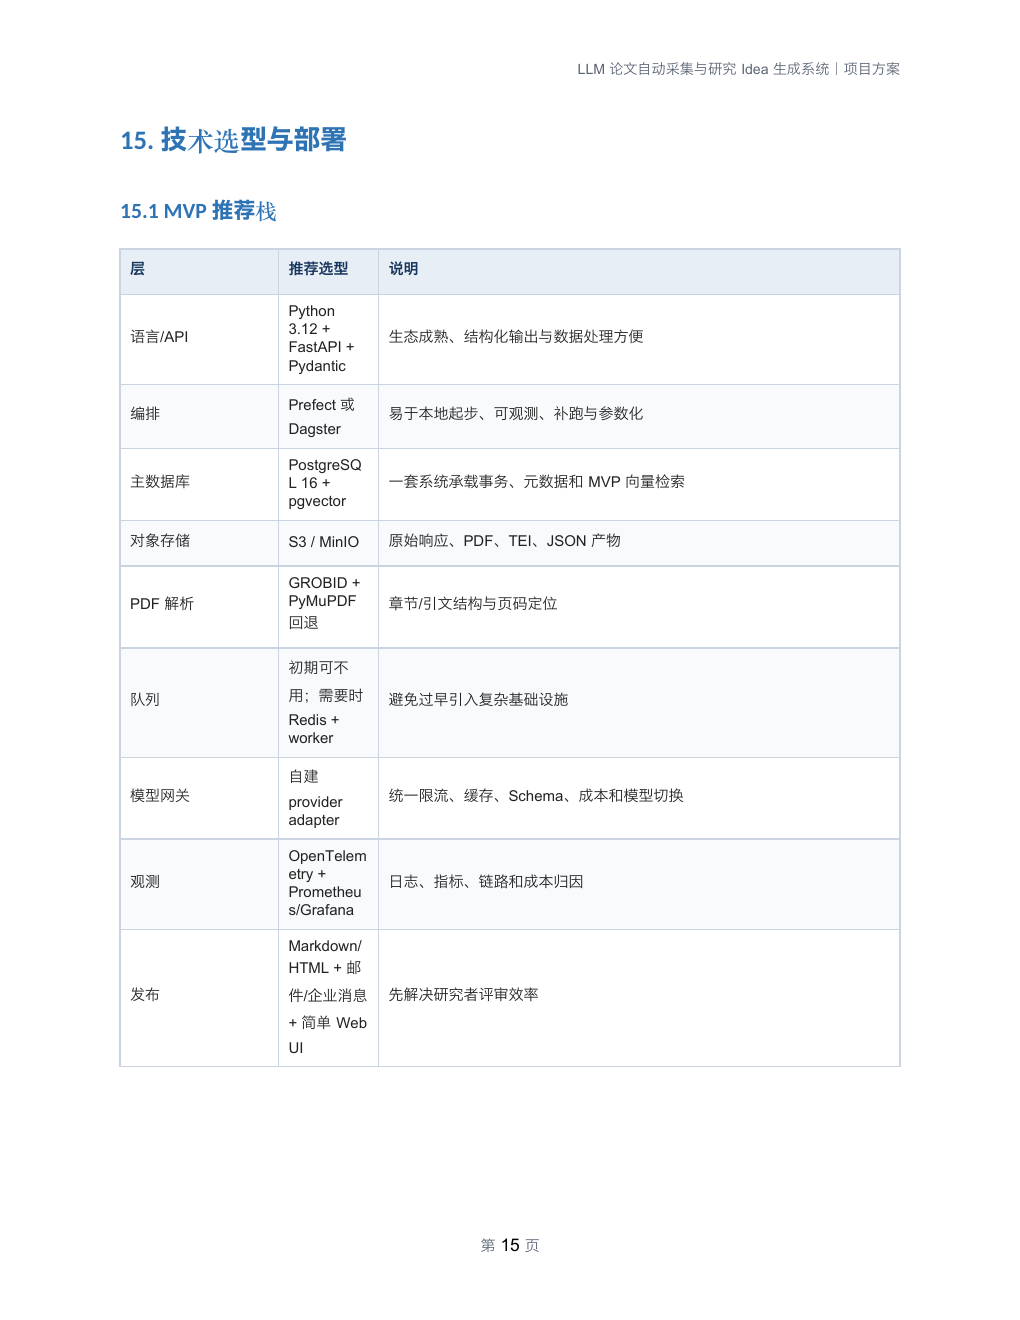 LLM 论文自动采集与研究 Idea 生成系统｜项目方案
15. 技术选型与部署
15.1 MVP 推荐栈
层
推荐选型
说明
语言/API
Python
3.12 +
FastAPI +
Pydantic
生态成熟、结构化输出与数据处理方便
编排
Prefect 或
Dagster
易于本地起步、可观测、补跑与参数化
主数据库
PostgreSQ
L 16 +
pgvector
一套系统承载事务、元数据和 MVP 向量检索
对象存储
S3 / MinIO
原始响应、PDF、TEI、JSON 产物
PDF 解析
GROBID +
PyMuPDF
回退
章节/引文结构与页码定位
队列
初期可不
用；需要时
Redis +
worker
避免过早引入复杂基础设施
模型网关
自建
provider
adapter
统一限流、缓存、Schema、成本和模型切换
观测
OpenTelem
etry +
Prometheu
s/Grafana
日志、指标、链路和成本归因
发布
Markdown/
HTML + 邮
件/企业消息
+ 简单 Web
UI
先解决研究者评审效率
第 15 页